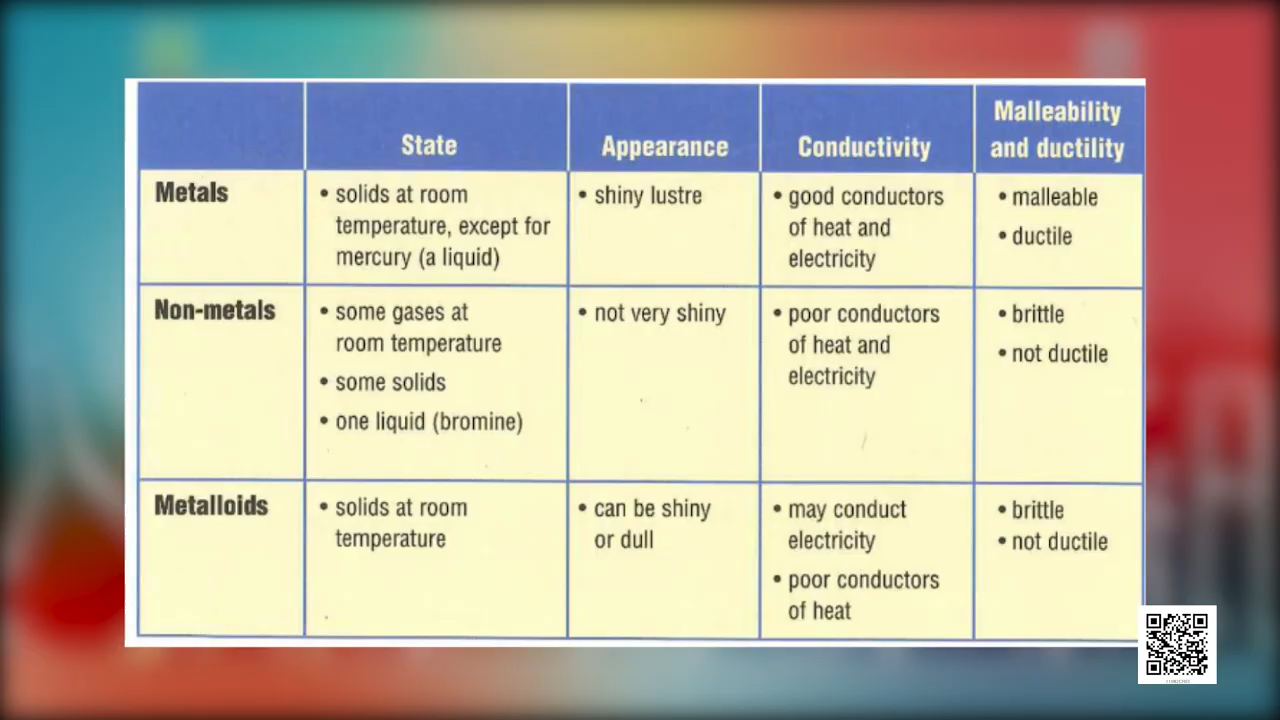 State
Appearance
Conductivity
Malleability
and ductility
Metals
• solids at room
temperature, except for
mercury (a liquid)
• shiny lustre
• good conductors
of heat and
electricity
• malleable
• ductile
Non-metals
• some gases at
room temperature
• some solids
• one liquid (bromine)
• not very shiny
• poor conductors
of heat and
electricity
• brittle
• not ductile
Metalloids
• solids at room
temperature
• can be shiny
or dull
• may conduct
electricity
• poor conductors
of heat
• brittle
• not ductile